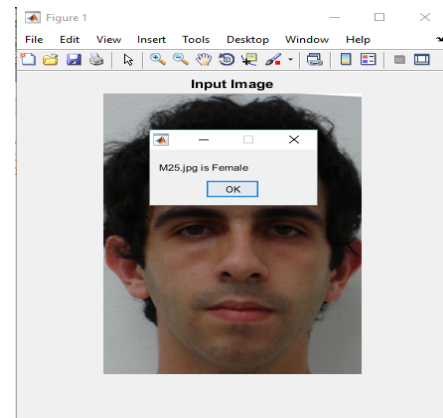 Figure 1
File Edit View Insert Tools Desktop Window Help
Input Image
M25.jpg is Female
OK